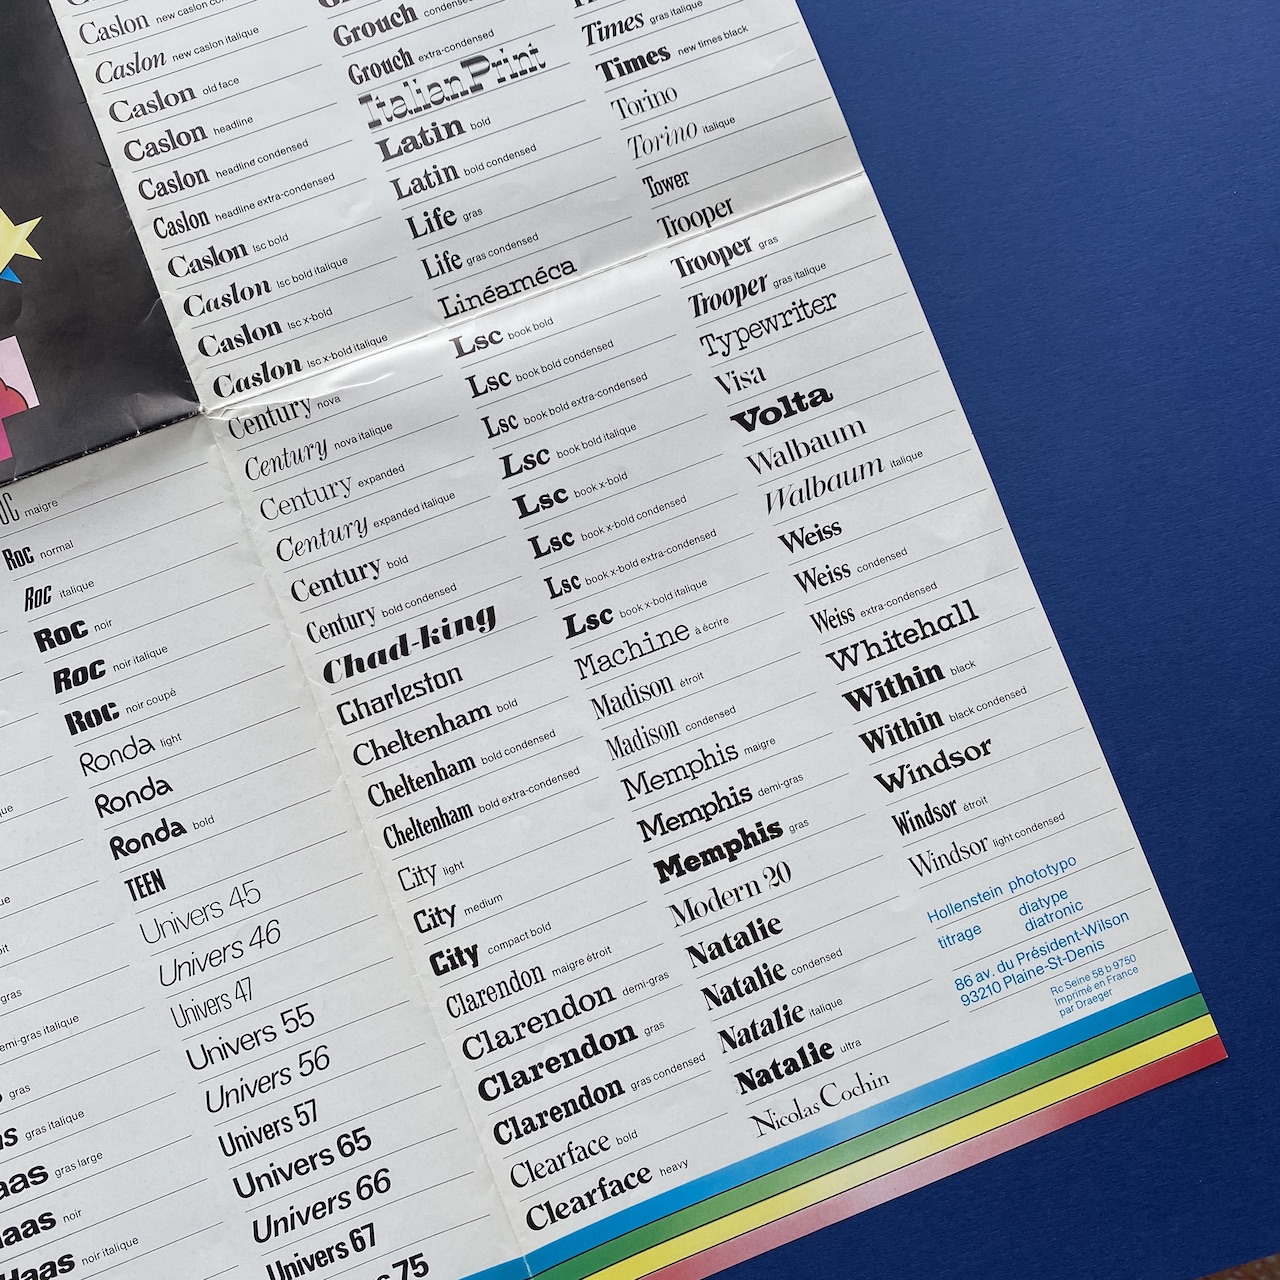 maigre
Roc normal
Roc italique
Roc noir
Roc noir italique
Roc noir coupé
Ronda light
Ronda
Ronda bold
TEEN
Univers 45
Univers 46
Univers 47
Univers 55
Univers 56
Univers 57
Univers 65
Univers 66
Univers 67
75
gras
gras
gras italique
gras large
noir
noir italique
Caslon
Caslon new caslon italique
Caslon old face
Caslon headline
Caslon headline condensed
Caslon headline extra-condensed
Caslon lsc bold
Caslon lsc bold italique
Caslon lsc x-bold
Caslon lsc x-bold italique
Century nova
Century nova italique
Century expanded
Century expanded italique
Century bold
Century bold condensed
Chad-king
Charleston
Cheltenham bold
Cheltenham bold condensed
Cheltenham bold extra-condensed
City light
City medium
City compact bold
Clarendon maigre étroit
Clarendon demi-gras
Clarendon gras
Clarendon gras condensed
Clearface bold
Clearface heavy
Grouch
Grouch extra-condensed
ItalianPrint
Latin bold
Latin bold condensed
Life gras
Life gras condensed
Linéaméca
Lsc book bold
Lsc book bold condensed
Lsc book bold extra-condensed
Lsc book bold italique
Lsc book x-bold
Lsc book x-bold condensed
Lsc book x-bold extra-condensed
Lsc book x-bold italique
Machine à écrire
Madison étroit
Madison condensed
Memphis maigre
Memphis demi-gras
Memphis gras
Modern 20
Natalie
Natalie condensed
Natalie italique
Natalie ultra
Nicolas Cochin
Times gras italique
Times new times black
Torino
Torino italique
Tower
Trooper
Trooper gras
Trooper gras italique
Typewriter
Visa
Volta
Walbaum
Walbaum italique
Weiss
Weiss condensed
Weiss extra-condensed
Whitehall
Within black
Within black condensed
Windsor
Windsor étroit
Windsor light condensed
Hollenstein phototypo
titrage diatype
diatronic
86 av. du Président-Wilson
93210 Plaine-St-Denis
Rc Seine 58 b 9750
Imprimé en France
par Draeger